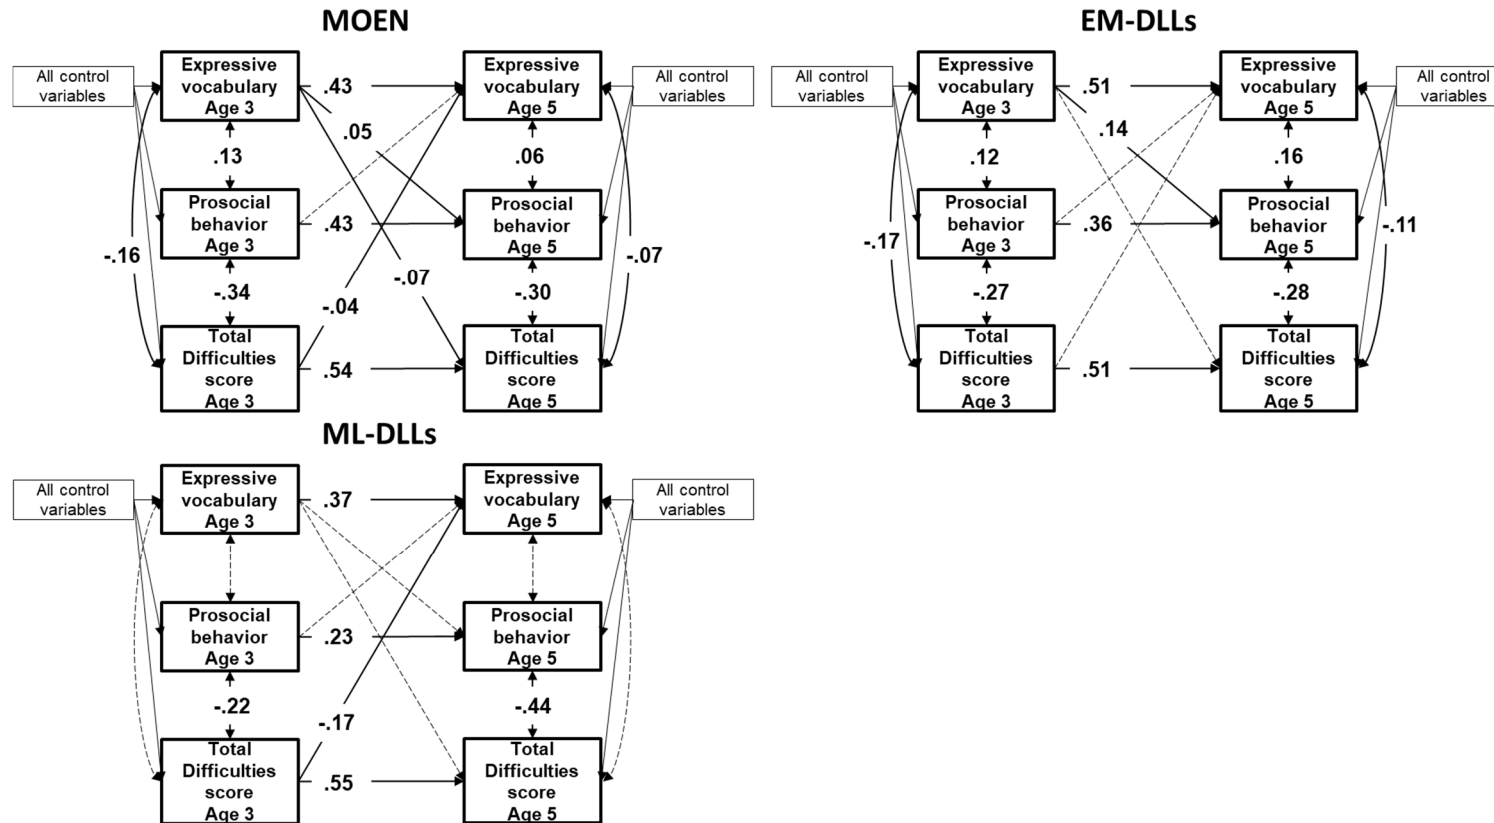 MOEN
All control
variables
Expressive
vocabulary
Age 3
.43
Expressive
vocabulary
Age 5
All control
variables
.05
.13
.06
Prosocial
behavior
Age 3
.43
Prosocial
behavior
Age 5
-.16
-.07
-.07
-.34
-.04
-.30
Total
Difficulties
score
Age 3
.54
Total
Difficulties
score
Age 5
EM-DLLs
All control
variables
Expressive
vocabulary
Age 3
.51
Expressive
vocabulary
Age 5
All control
variables
.14
.12
.16
Prosocial
behavior
Age 3
.36
Prosocial
behavior
Age 5
-.17
-.11
-.27
-.28
Total
Difficulties
score
Age 3
.51
Total
Difficulties
score
Age 5
ML-DLLs
All control
variables
Expressive
vocabulary
Age 3
.37
Expressive
vocabulary
Age 5
All control
variables
Prosocial
behavior
Age 3
.23
Prosocial
behavior
Age 5
-.22
-.17
-.44
Total
Difficulties
score
Age 3
.55
Total
Difficulties
score
Age 5